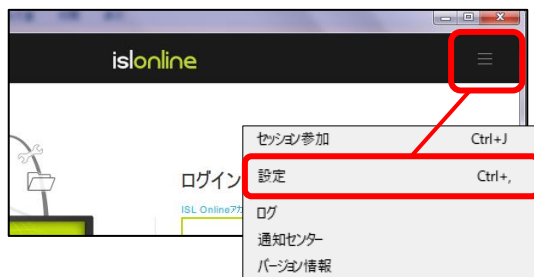 islonline
セッション参加 Ctrl+J
ログイン
設定 Ctrl+,
ISL Onlineアカ
ログ
通知センター
バージョン情報